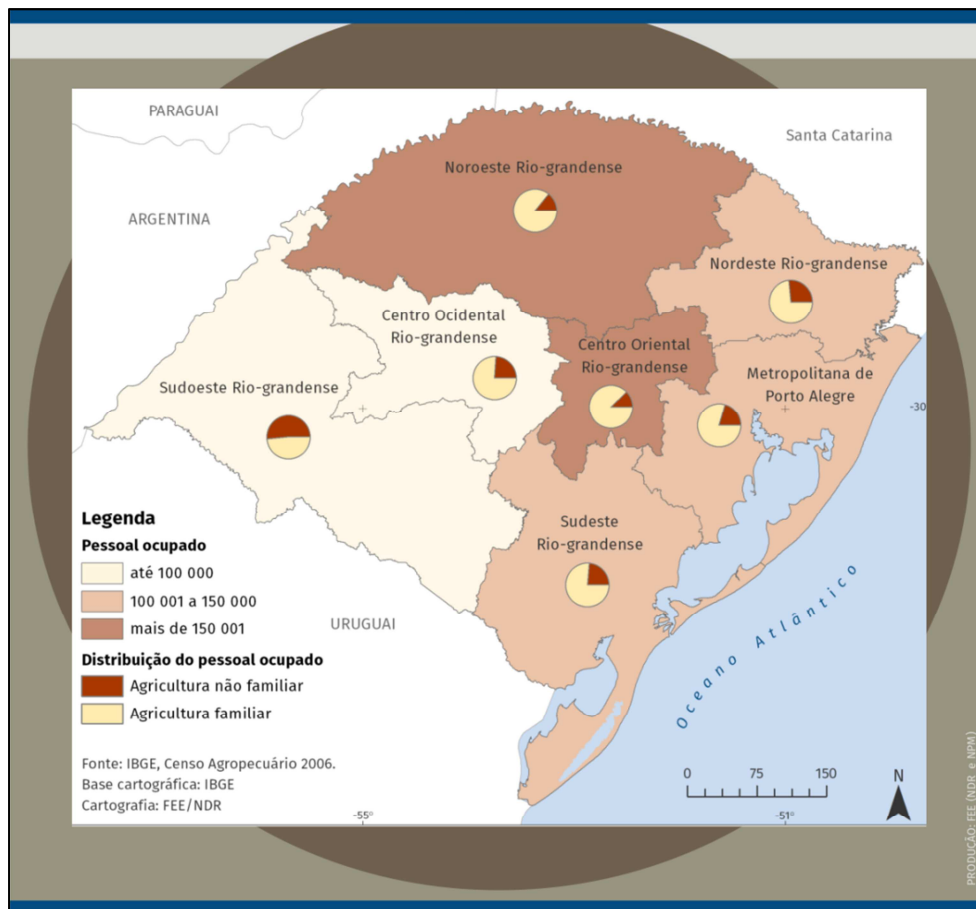 PARAGUAI
Santa Catarina
Noroeste Rio-grandense
ARGENTINA
Nordeste Rio-grandense
Centro Ocidental
Rio-grandense
Centro Oriental
Rio-grandense
Metropolitana de
Porto Alegre
Sudoeste Rio-grandense
-30
Legenda
Pessoal ocupado
até 100 000
100 001 a 150 000
mais de 150 001
Distribuição do pessoal ocupado
Agricultura não familiar
Agricultura familiar
Sudeste
Rio-grandense
URUGUAI
Oceano Atlântico
Fonte: IBGE, Censo Agropecuário 2006.
Base cartográfica: IBGE
Cartografia: FEE/NDR
0 75 150
N
-55°
-51°
PRODUÇÃO: FEE (NDR e NPM)